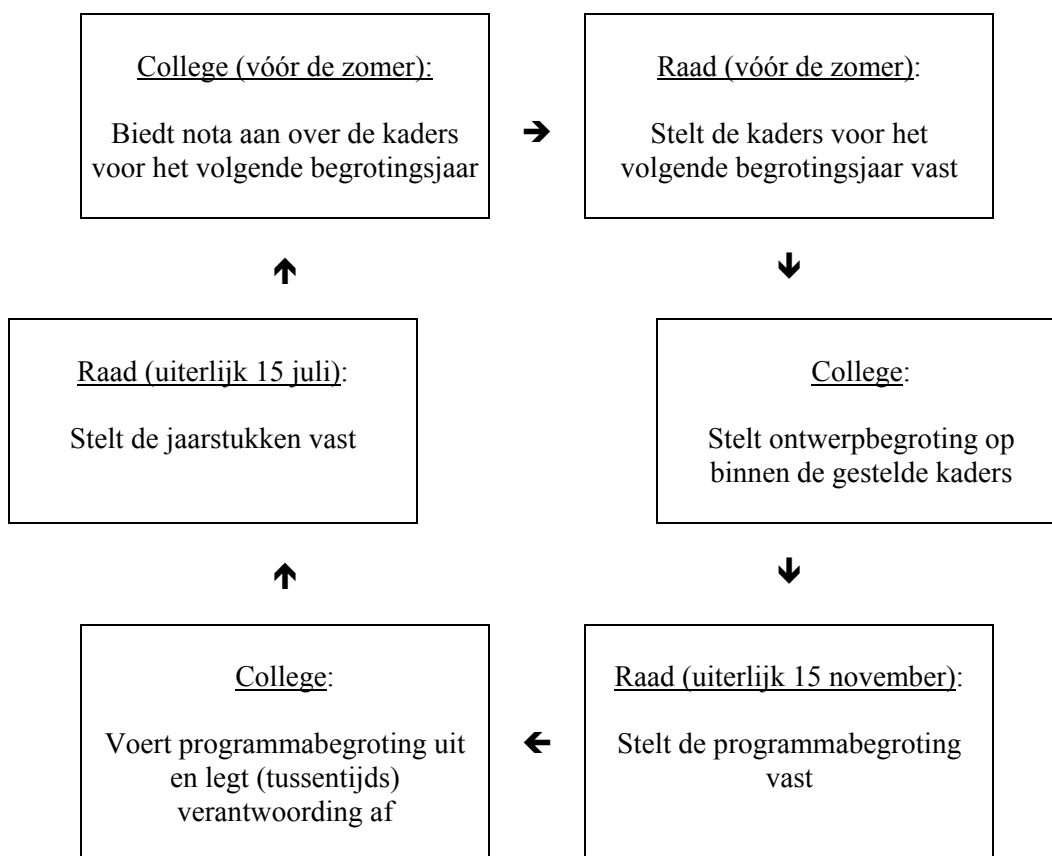 College (vóór de zomer):
Biedt nota aan over de kaders
voor het volgende begrotingsjaar
➔
Raad (vóór de zomer):
Stelt de kaders voor het
volgende begrotingsjaar vast
Raad (uiterlijk 15 juli):
Stelt de jaarstukken vast
College:
Stelt ontwerpbegroting op
binnen de gestelde kaders
College:
Voert programmabegroting uit
en legt (tussentijds)
verantwoording af
Raad (uiterlijk 15 november):
Stelt de programmabegroting
vast